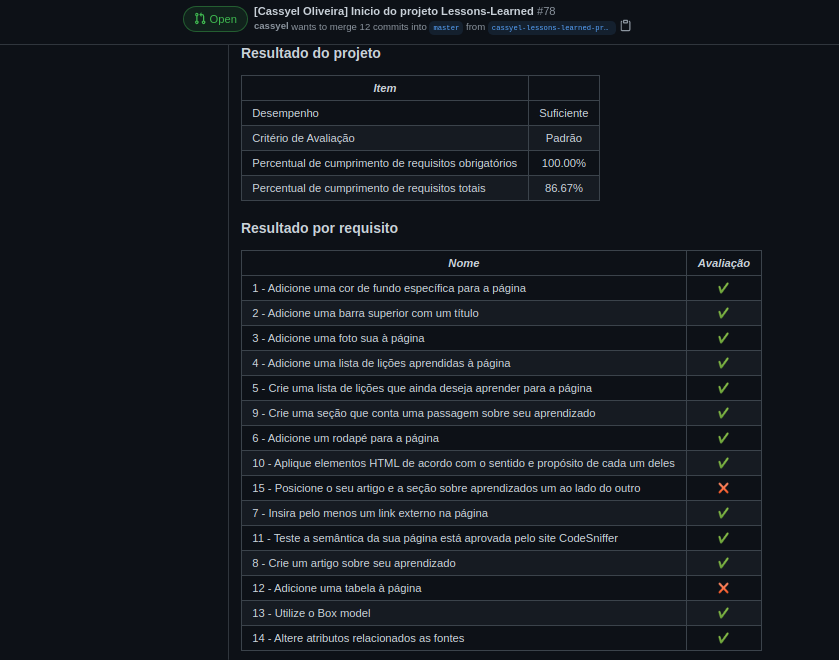 Open
[Cassyel Oliveira] Inicio do projeto Lessons-Learned #78
cassyel wants to merge 12 commits into master from cassyel-lessons-learned-pr…
Resultado do projeto
Item
Desempenho Suficiente
Critério de Avaliação Padrão
Percentual de cumprimento de requisitos obrigatórios 100.00%
Percentual de cumprimento de requisitos totais 86.67%
Resultado por requisito
Nome Avaliação
1 - Adicione uma cor de fundo específica para a página ✔
2 - Adicione uma barra superior com um título ✔
3 - Adicione uma foto sua à página ✔
4 - Adicione uma lista de lições aprendidas à página ✔
5 - Crie uma lista de lições que ainda deseja aprender para a página ✔
9 - Crie uma seção que conta uma passagem sobre seu aprendizado ✔
6 - Adicione um rodapé para a página ✔
10 - Aplique elementos HTML de acordo com o sentido e propósito de cada um deles ✔
15 - Posicione o seu artigo e a seção sobre aprendizados um ao lado do outro ❌
7 - Insira pelo menos um link externo na página ✔
11 - Teste a semântica da sua página está aprovada pelo site CodeSniffer ✔
8 - Crie um artigo sobre seu aprendizado ✔
12 - Adicione uma tabela à página ❌
13 - Utilize o Box model ✔
14 - Altere atributos relacionados as fontes ✔